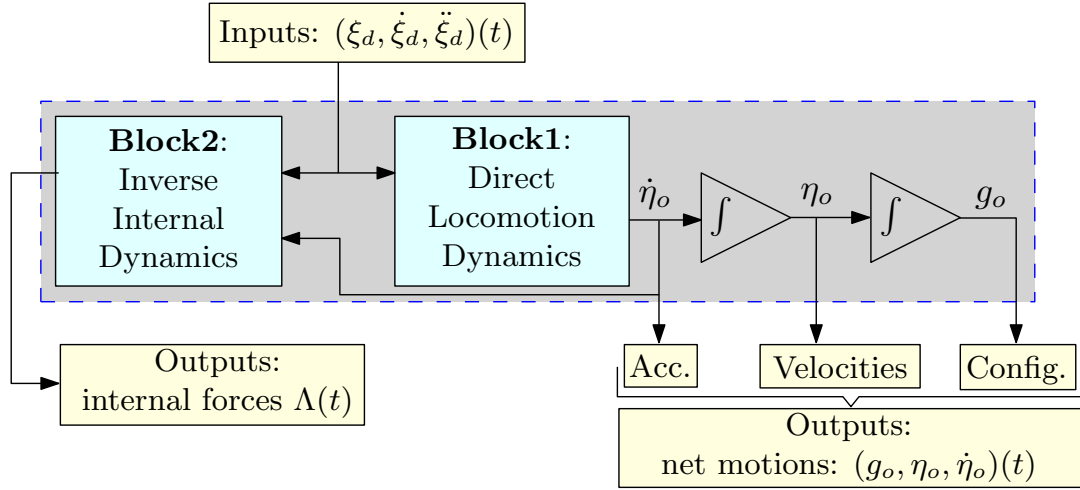 Inputs: (ξ_d, ξ̇_d, ξ̈_d)(t)
Block2:
Inverse
Internal
Dynamics
Block1:
Direct
Locomotion
Dynamics
η̇_o
∫
η_o
∫
g_o
Acc.
Velocities
Config.
Outputs:
internal forces Λ(t)
Outputs:
net motions: (g_o, η_o, η̇_o)(t)